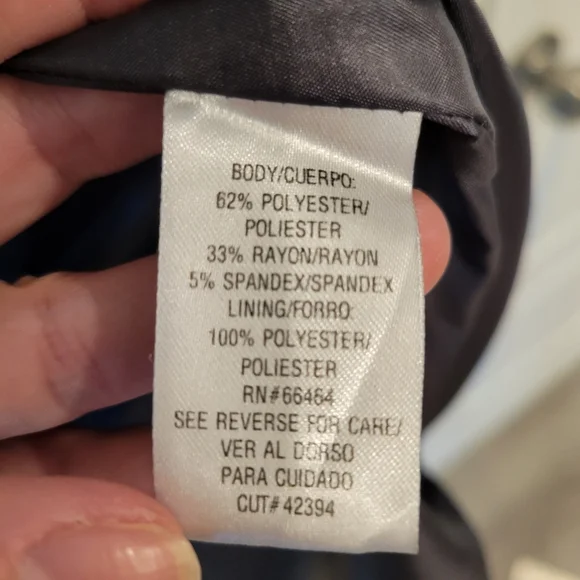 BODY/CUERPO:
62% POLYESTER/
POLIESTER
33% RAYON/RAYON
5% SPANDEX/SPANDEX
LINING/FORRO:
100% POLYESTER/
POLIESTER
RN#66464
SEE REVERSE FOR CARE/
VER AL DORSO
PARA CUIDADO
CUT# 42394